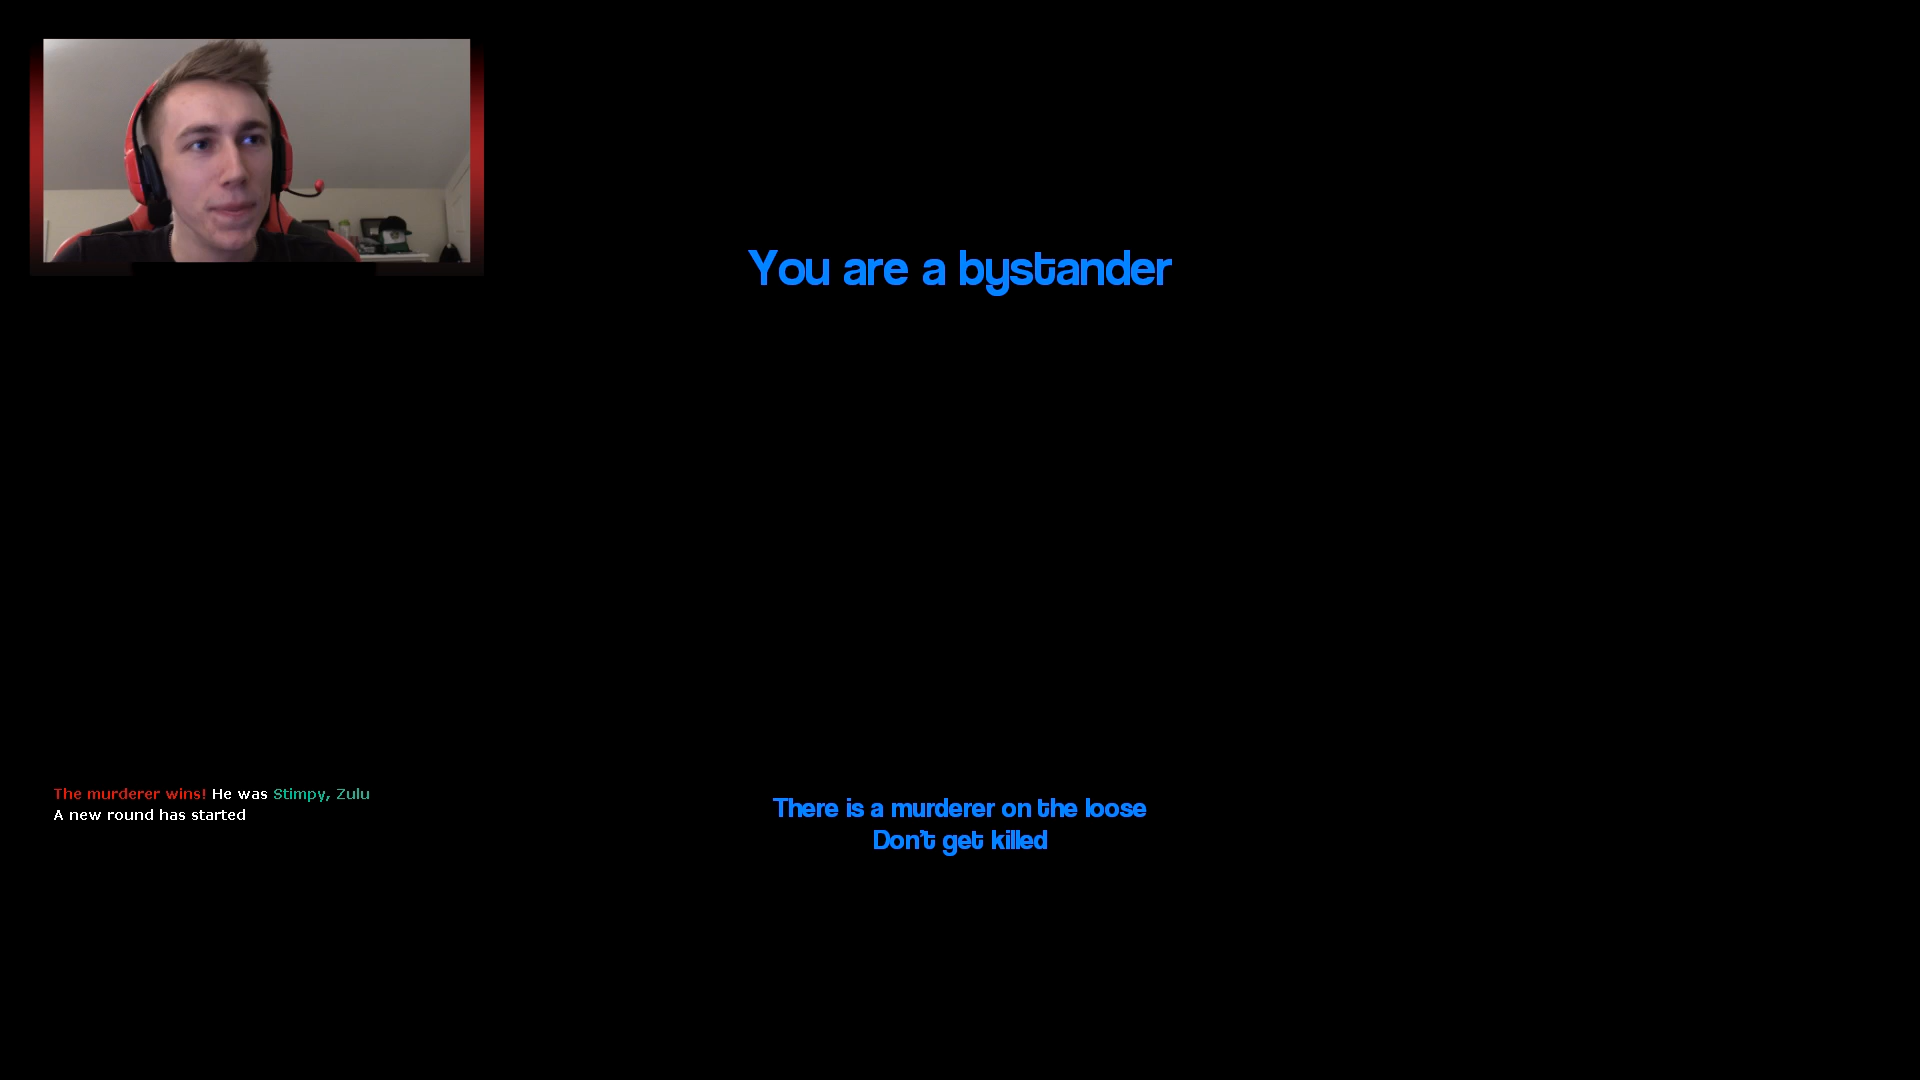 You are a bystander
The murderer wins! He was Stimpy, Zulu
A new round has started
There is a murderer on the loose
Don't get killed